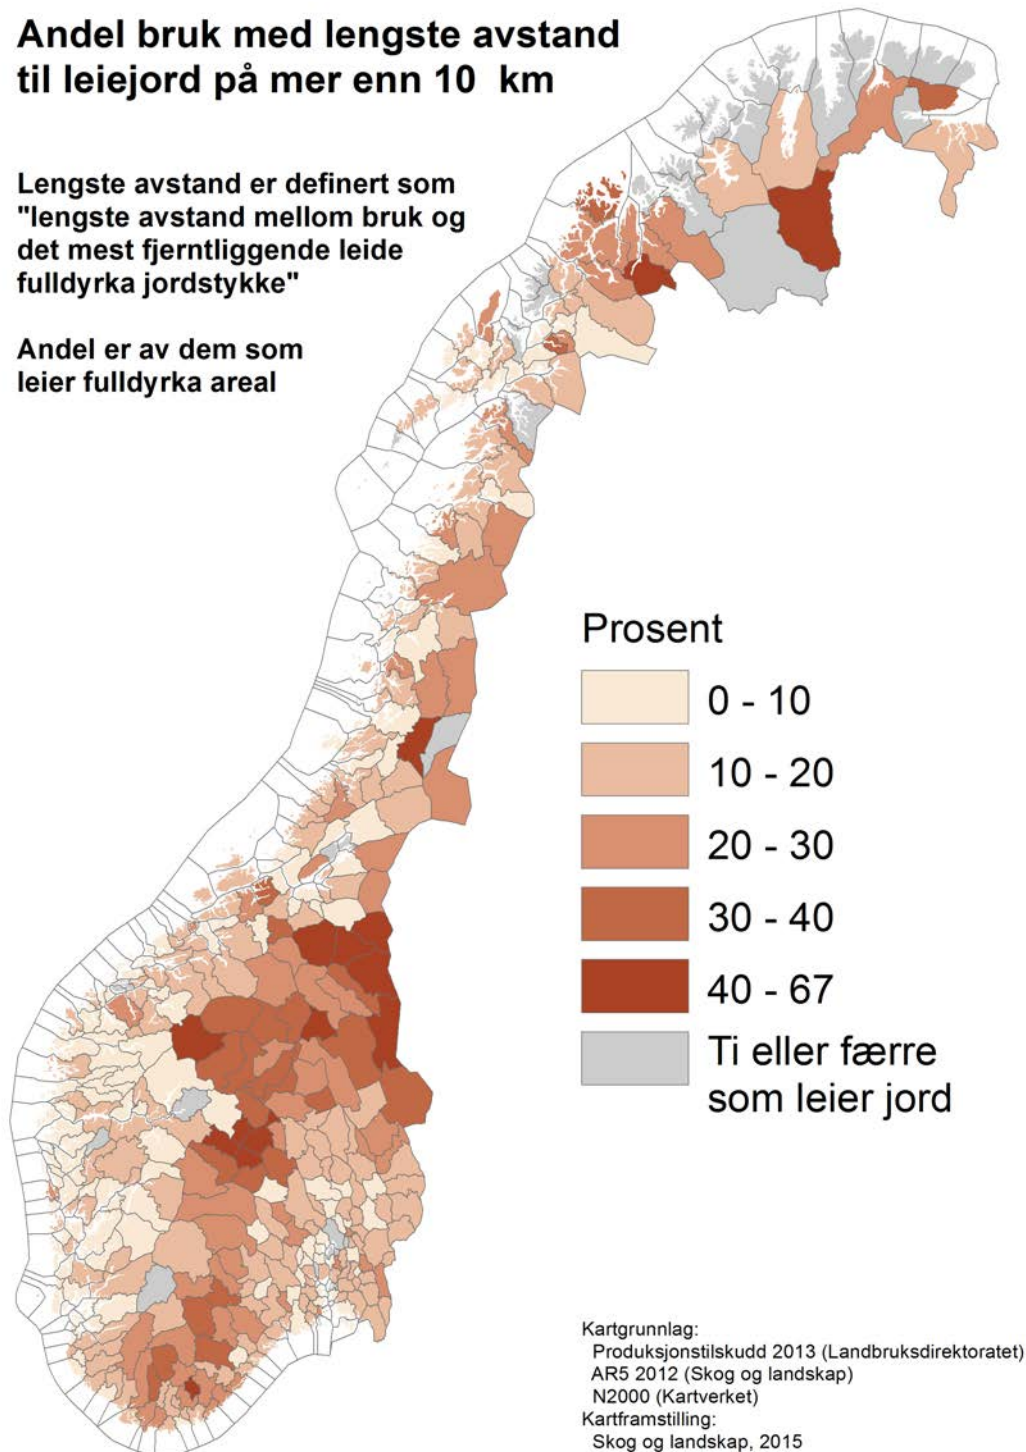 Andel bruk med lengste avstand
til leiejord på mer enn 10 km
Lengste avstand er definert som
"lengste avstand mellom bruk og
det mest fjerntliggende leide
fulldyrka jordstykke"
Andel er av dem som
leier fulldyrka areal
Prosent
0 - 10
10 - 20
20 - 30
30 - 40
40 - 67
Ti eller færre
som leier jord
Kartgrunnlag:
Produksjonstilskudd 2013 (Landbruksdirektoratet)
AR5 2012 (Skog og landskap)
N2000 (Kartverket)
Kartframstilling:
Skog og landskap, 2015